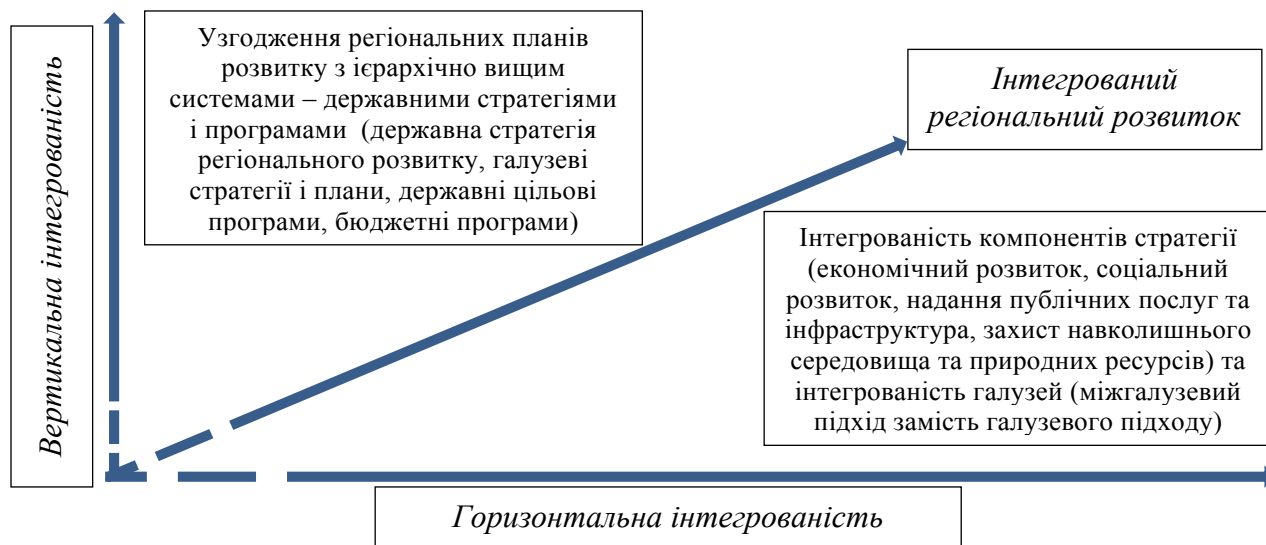 Вертикальна інтегрованість
Узгодження регіональних планів
розвитку з ієрархічно вищим
системами – державними стратегіями
і програмами (державна стратегія
регіонального розвитку, галузеві
стратегії і плани, державні цільові
програми, бюджетні програми)
Інтегрований
регіональний розвиток
Інтегрованість компонентів стратегії
(економічний розвиток, соціальний
розвиток, надання публічних послуг та
інфраструктура, захист навколишнього
середовища та природних ресурсів) та
інтегрованість галузей (міжгалузевий
підхід замість галузевого підходу)
Горизонтальна інтегрованість